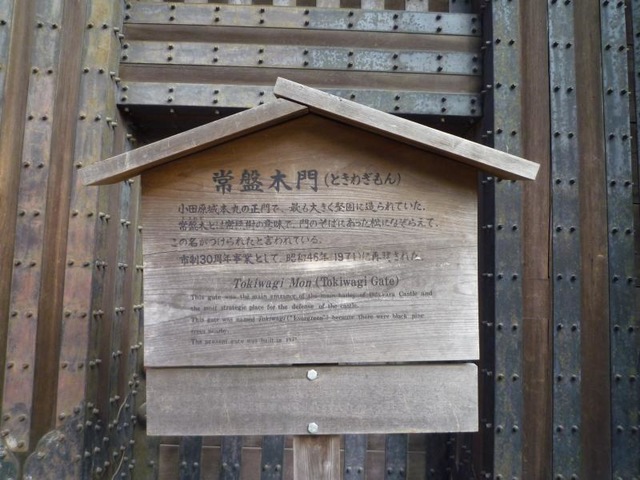 常盤木門(ときわぎもん)
小田原城本丸の正門で、最も大きく堅固に造られていた。
常盤木とは常緑樹の意味で、門のそばにあった松になぞらえて、
この名がつけられたと言われている。
市制30周年事業として、昭和46年(1971)に再建された。
Tokiwagi Mon (Tokiwagi Gate)
This gate was the main entrance of the main bailey of Odawara Castle and
the most strategic place for the defense of the castle.
This gate was named Tokiwagi ("Evergreen") because there were black pine
trees nearby.
The present gate was built in